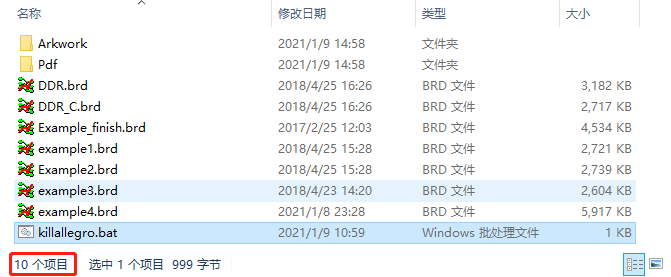 名称 修改日期 类型 大小
Arkwork 2021/1/9 14:58 文件夹
Pdf 2021/1/9 14:58 文件夹
DDR.brd 2018/4/25 16:26 BRD 文件 3,182 KB
DDR_C.brd 2018/4/25 16:26 BRD 文件 2,717 KB
Example_finish.brd 2017/2/25 12:03 BRD 文件 4,534 KB
example1.brd 2018/4/25 15:28 BRD 文件 2,721 KB
Example2.brd 2018/4/25 15:28 BRD 文件 2,739 KB
example3.brd 2018/4/23 14:20 BRD 文件 2,604 KB
example4.brd 2021/1/8 23:28 BRD 文件 5,917 KB
killallegro.bat 2021/1/9 10:59 Windows 批处理文件 1 KB
10 个项目 选中 1 个项目 999 字节